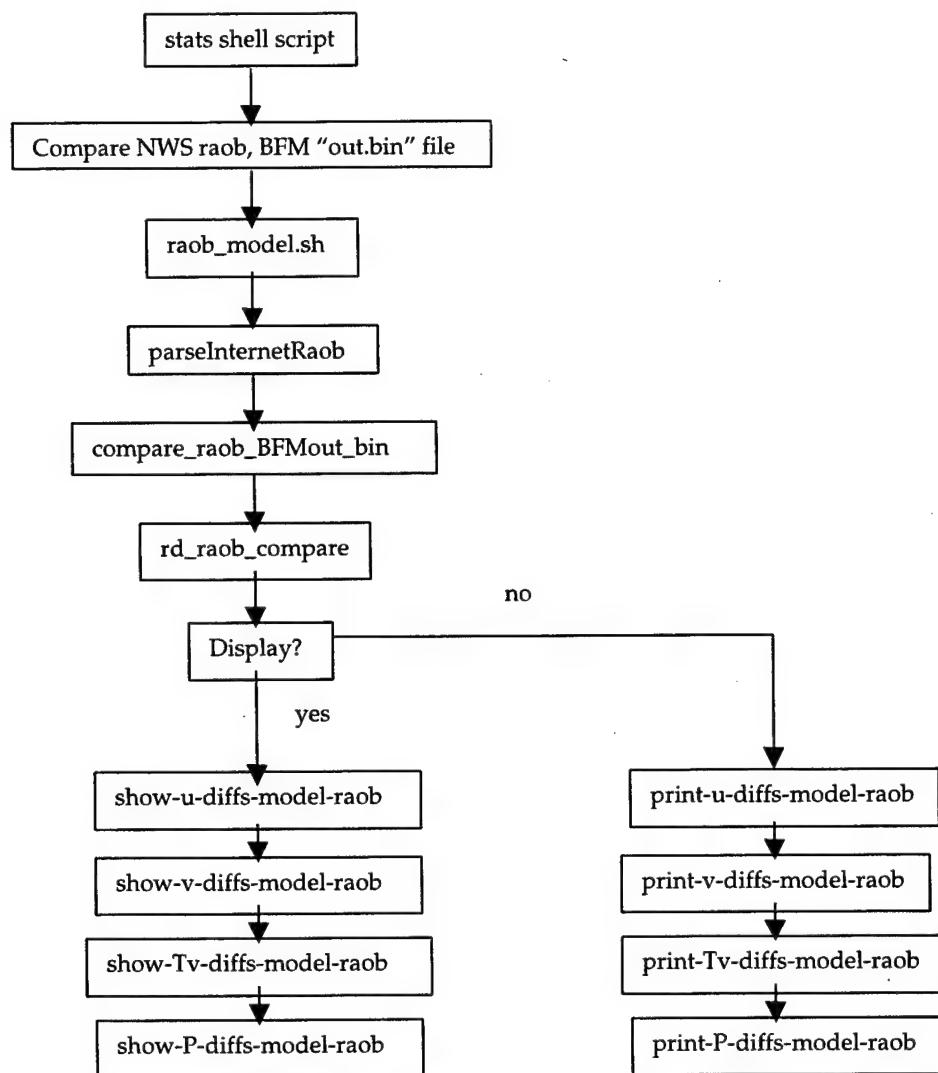 stats shell script
Compare NWS raob, BFM “out.bin” file
raob_model.sh
parseInternetRaob
compare_raob_BFMout_bin
rd_raob_compare
no
Display?
yes
show-u-diffs-model-raob
print-u-diffs-model-raob
show-v-diffs-model-raob
print-v-diffs-model-raob
show-Tv-diffs-model-raob
print-Tv-diffs-model-raob
show-P-diffs-model-raob
print-P-diffs-model-raob